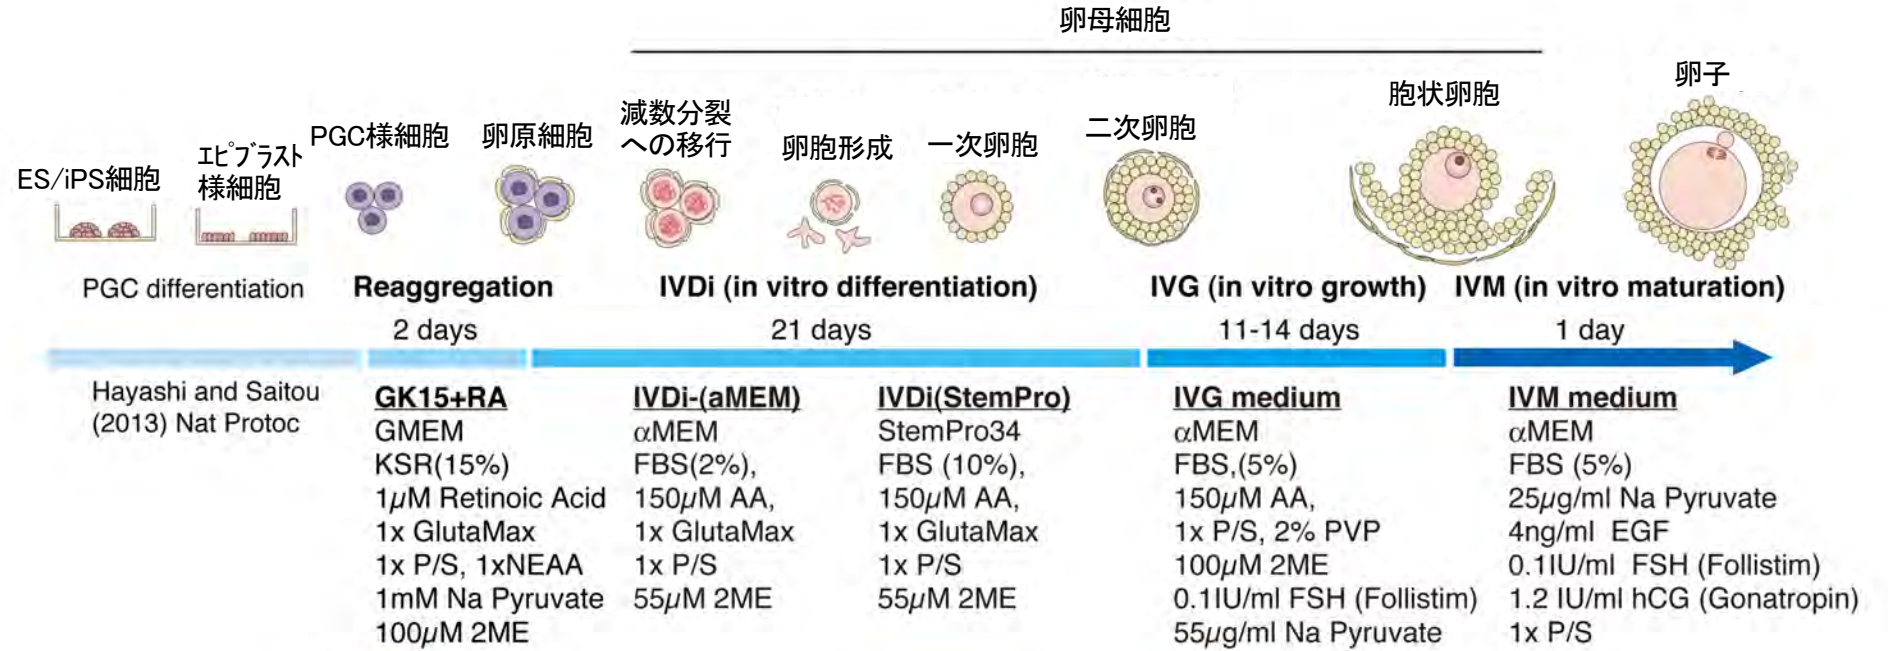 卵母細胞
ES/iPS細胞
エピブラスト
様細胞
PGC様細胞
卵原細胞
減数分裂
への移行
卵胞形成
一次卵胞
二次卵胞
胞状卵胞
卵子
PGC differentiation
Reaggregation
IVDi (in vitro differentiation)
IVG (in vitro growth)
IVM (in vitro maturation)
2 days
21 days
11-14 days
1 day
Hayashi and Saitou
(2013) Nat Protoc
GK15+RA
GMEM
KSR(15%)
1µM Retinoic Acid
1x GlutaMax
1x P/S, 1xNEAA
1mM Na Pyruvate
100µM 2ME
IVDi-(aMEM)
αMEM
FBS(2%),
150µM AA,
1x GlutaMax
1x P/S
55µM 2ME
IVDi(StemPro)
StemPro34
FBS (10%),
150µM AA,
1x GlutaMax
1x P/S
55µM 2ME
IVG medium
αMEM
FBS,(5%)
150µM AA,
1x P/S, 2% PVP
100µM 2ME
0.1IU/ml FSH (Follistim)
55µg/ml Na Pyruvate
IVM medium
αMEM
FBS (5%)
25µg/ml Na Pyruvate
4ng/ml EGF
0.1IU/ml FSH (Follistim)
1.2 IU/ml hCG (Gonatropin)
1x P/S